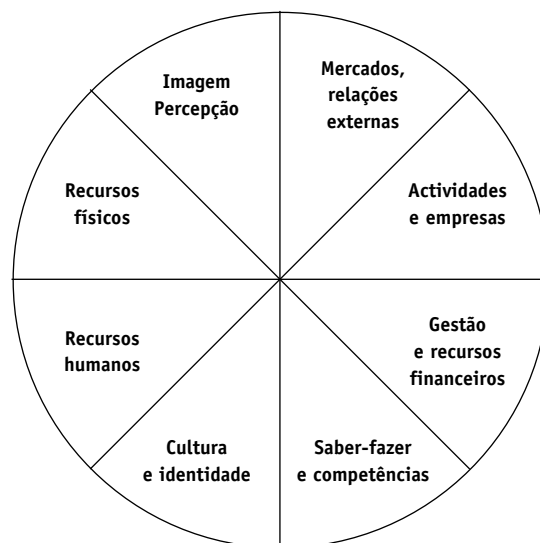 Imagem
Percepção
Mercados,
relações
externas
Recursos
físicos
Actividades
e empresas
Recursos
humanos
Gestão
e recursos
financeiros
Cultura
e identidade
Saber-fazer
e competências